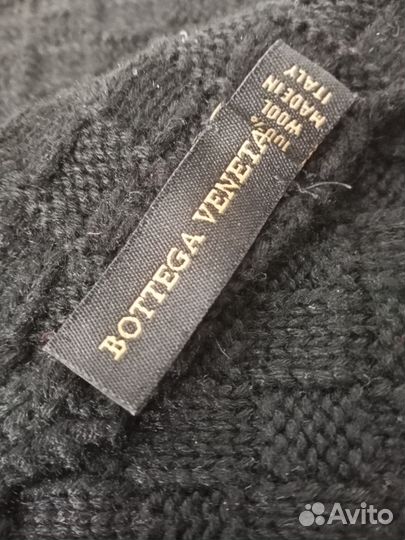 BOTTEGA VENETA
100%
WOOL
MADE IN
ITALY
Avito